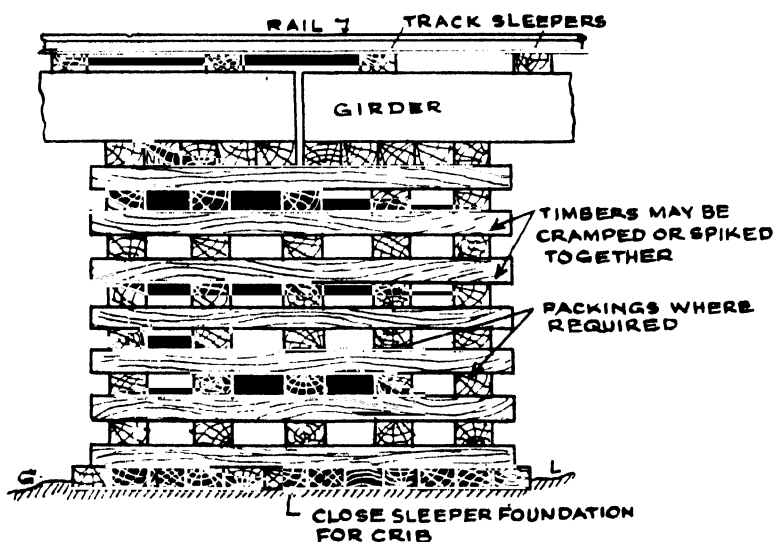 RAIL
TRACK SLEEPERS
GIRDER
TIMBERS MAY BE
CRAMPED OR SPIKED
TOGETHER
PACKINGS WHERE
REQUIRED
G. L
CLOSE SLEEPER FOUNDATION
FOR CRIB